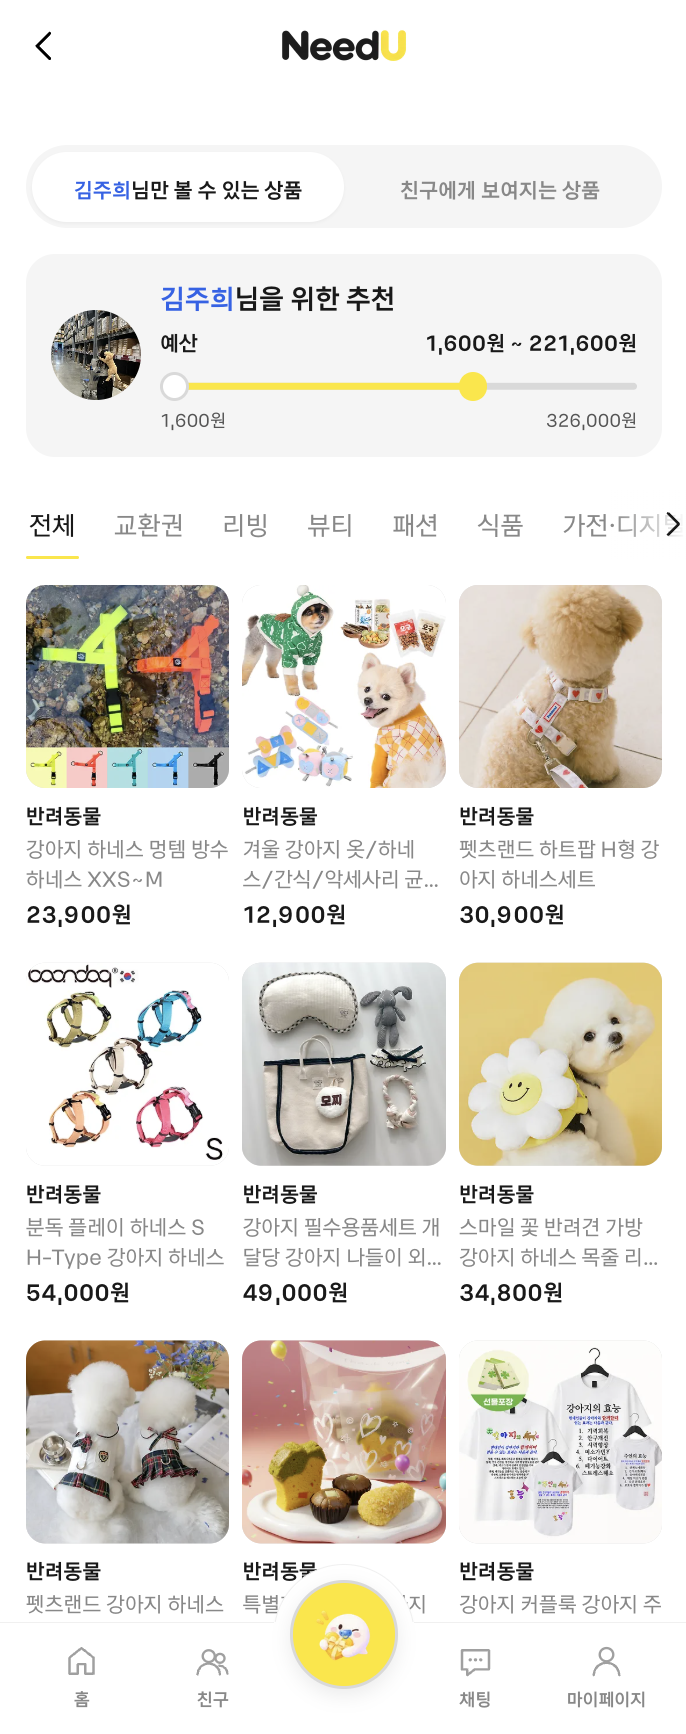 NeedU
김주희님만 볼 수 있는 상품
친구에게 보여지는 상품
김주희님을 위한 추천
예산
1,600원 ~ 221,600원
1,600원
326,000원
전체
교환권
리빙
뷰티
패션
식품
가전·디지털
반려동물
강아지 하네스 멍템 방수
하네스 XXS~M
23,900원
반려동물
겨울 강아지 옷/하네
스/간식/악세사리 균...
12,900원
반려동물
펫츠랜드 하트팝 H형 강
아지 하네스세트
30,900원
S
반려동물
분독 플레이 하네스 S
H-Type 강아지 하네스
54,000원
모찌
반려동물
강아지 필수용품세트 개
달당 강아지 나들이 외...
49,000원
반려동물
스마일 꽃 반려견 가방
강아지 하네스 목줄 리...
34,800원
반려동물
펫츠랜드 강아지 하네스
반려동물
선물포장
강아지의 효능
1. 기력회복
반려동물
강아지 커플룩 강아지 주
홈
친구
채팅
마이페이지